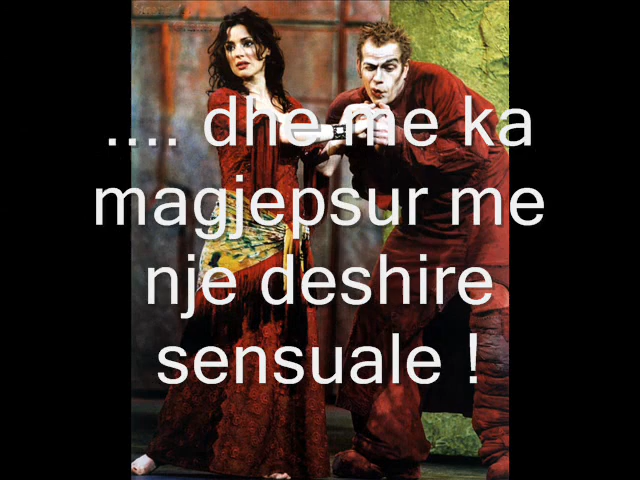 .... dhe me ka
magjepsur me
nje deshire
sensuale !